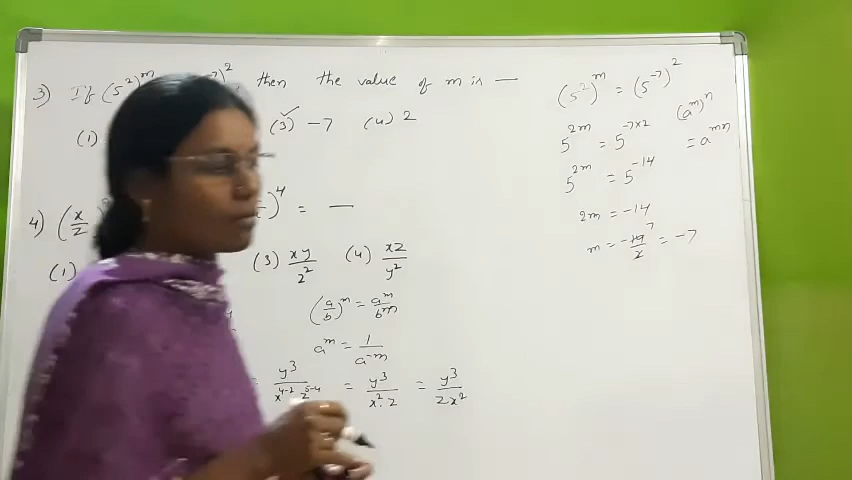 3) If (5²)ᵐ ⁻⁷)² then the value of m is —
(1) (3) ✓ -7 (4) 2
4) (x/z) )⁴ = —
(1) (3) xy/z² (4) xz/y²
(a/b)ᵐ = aᵐ/bᵐ
aᵐ = 1/a⁻ᵐ
= y³/x⁴⁻² z⁵⁻⁴ = y³/x².z = y³/zx²
(5²)ᵐ = (5⁻⁷)²
5²ᵐ = 5⁻⁷ˣ² (aᵐ)ⁿ
5²ᵐ = 5⁻¹⁴ = aᵐⁿ
2m = -14
m = -14/2 ⁷ = -7